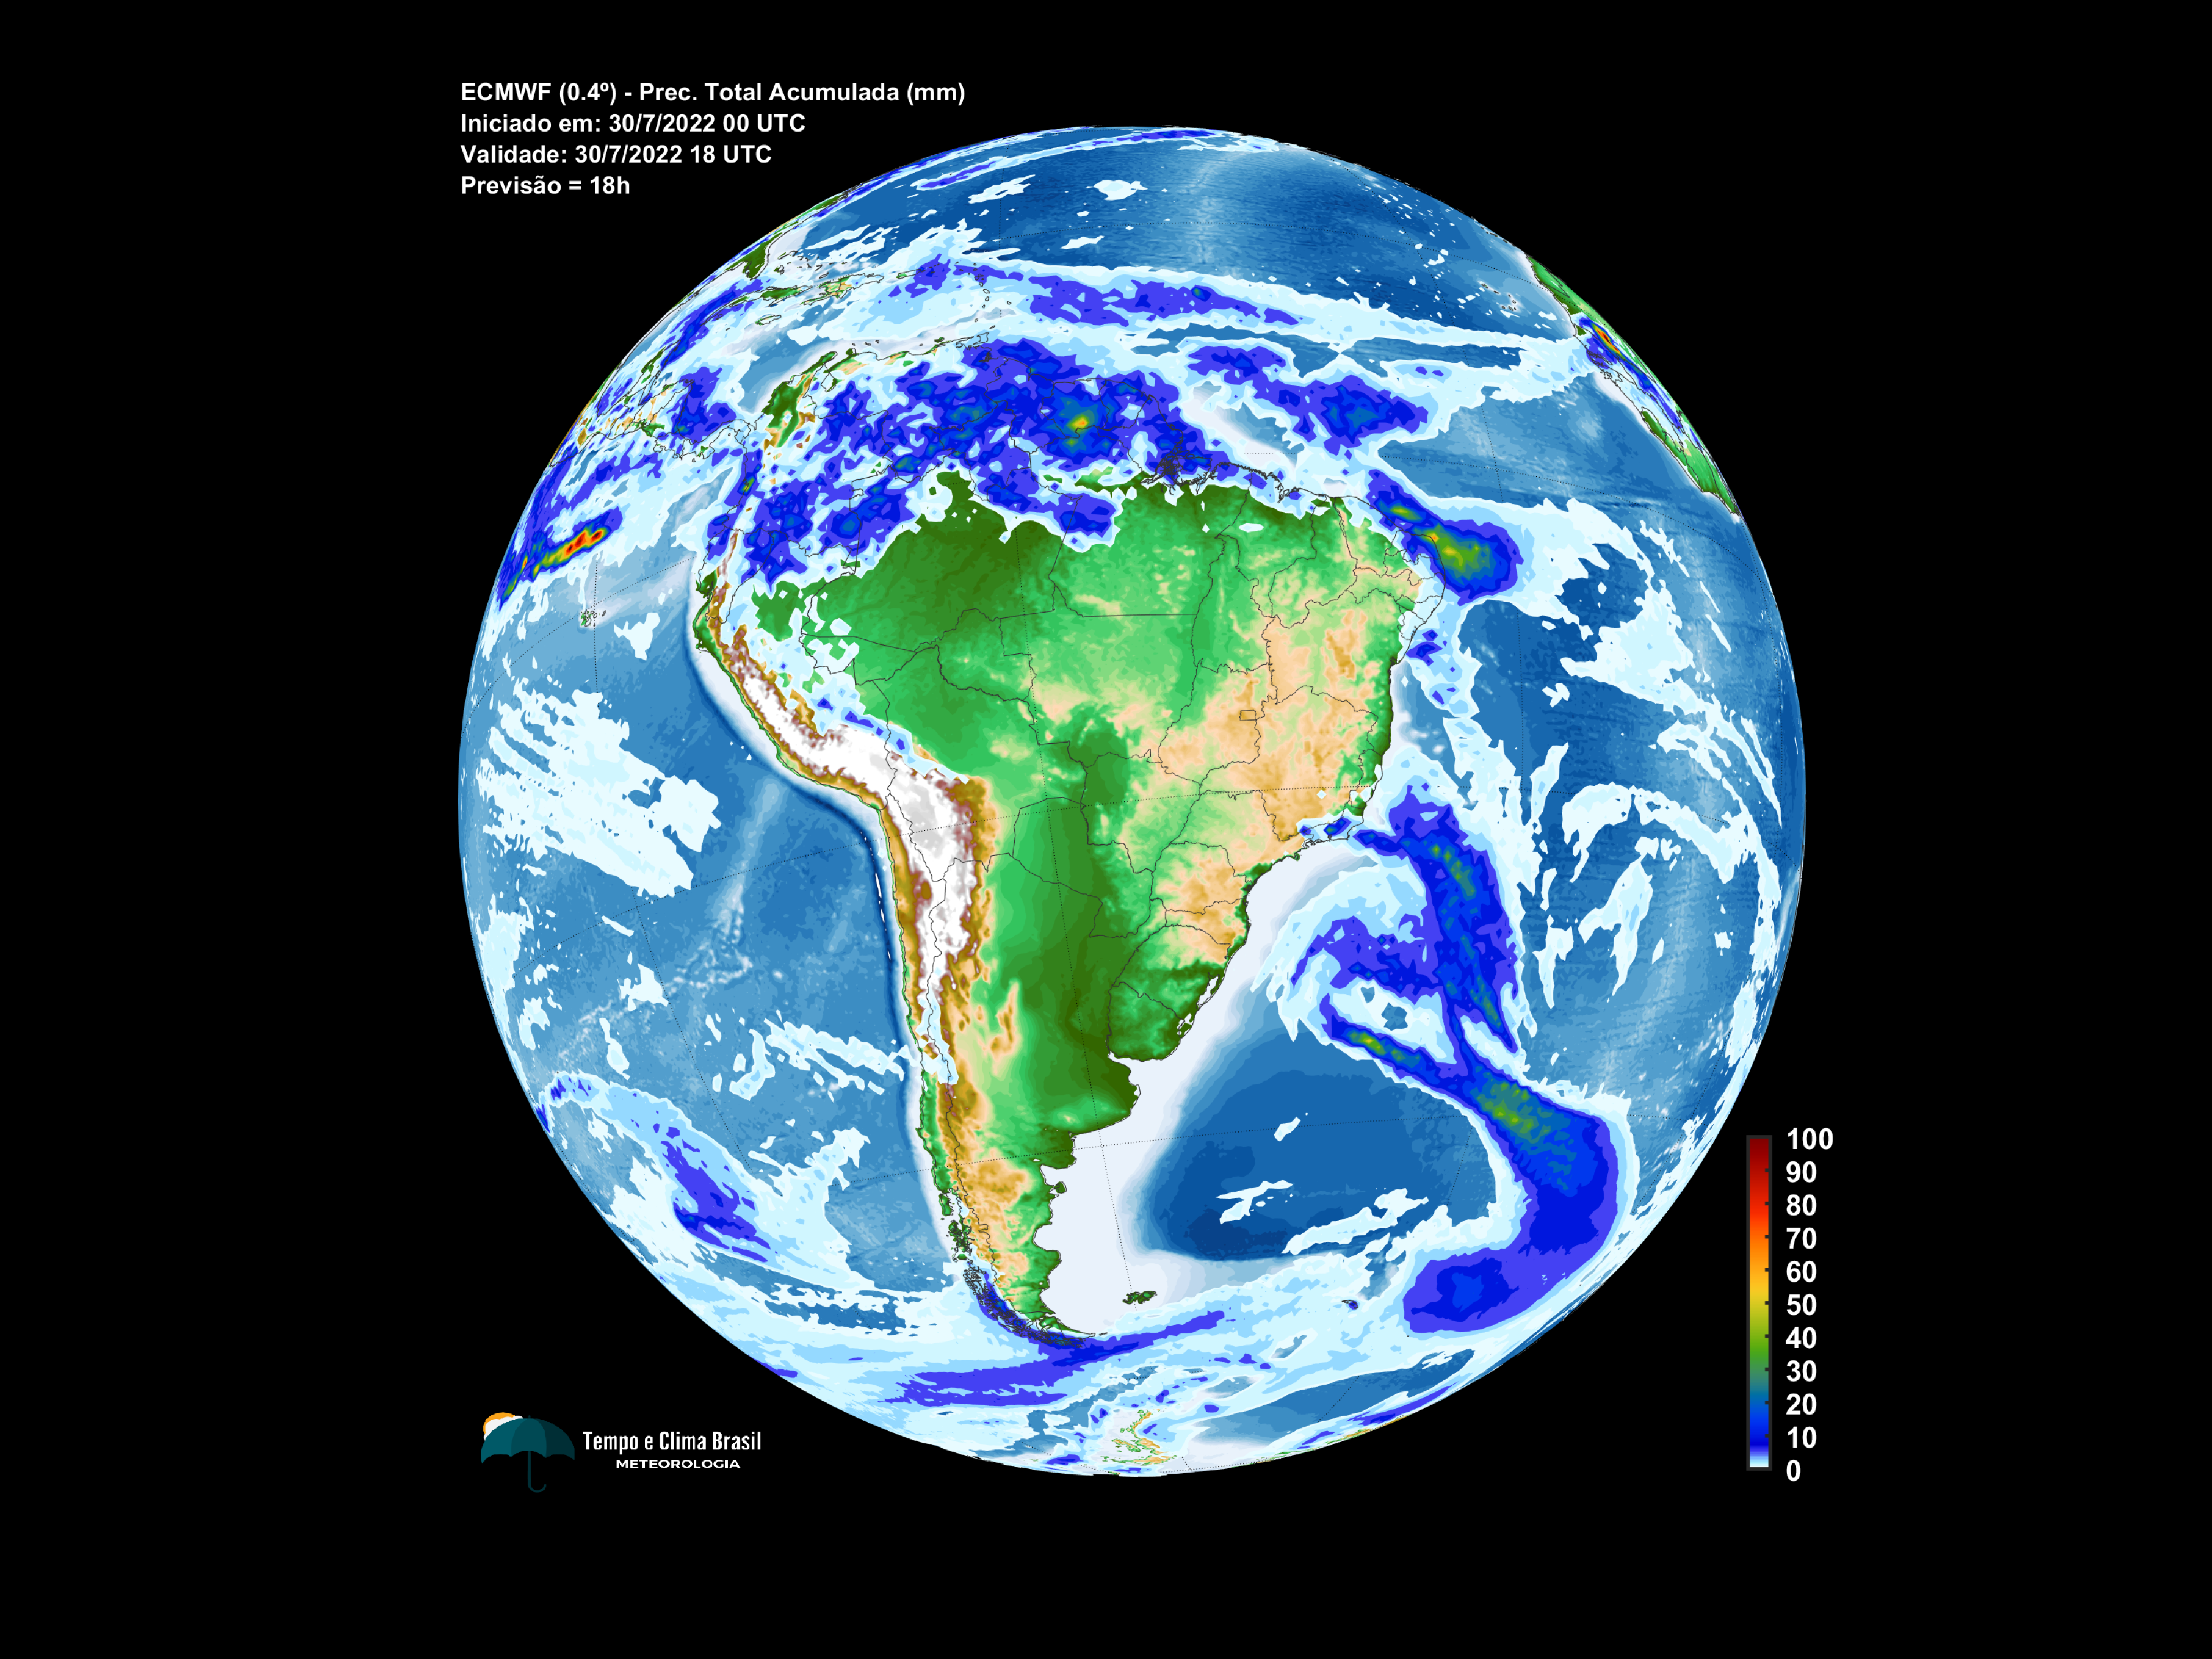 ECMWF (0.4º) - Prec. Total Acumulada (mm)
Iniciado em: 30/7/2022 00 UTC
Validade: 30/7/2022 18 UTC
Previsão = 18h
100
90
80
70
60
50
40
30
20
10
0
Tempo e Clima Brasil
METEOROLOGIA